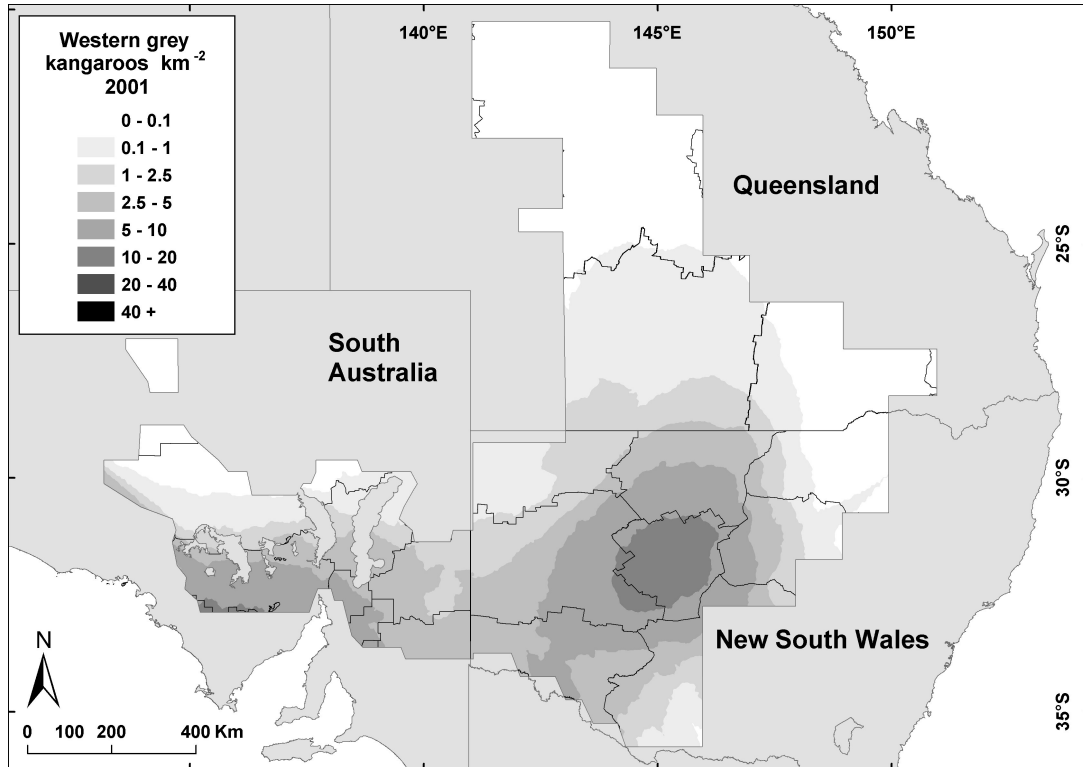 Western grey
kangaroos km-2
2001
0 - 0.1
0.1 - 1
1 - 2.5
2.5 - 5
5 - 10
10 - 20
20 - 40
40 +
140°E
145°E
150°E
Queensland
25°S
South
Australia
30°S
New South Wales
N
35°S
0 100 200 400 Km